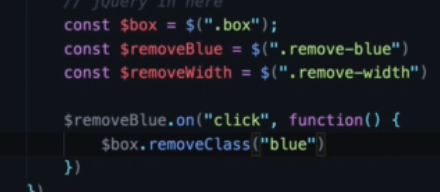 // jQuery in here
const $box = $(".box");
const $removeBlue = $(".remove-blue")
const $removeWidth = $(".remove-width")
$removeBlue.on("click", function() {
$box.removeClass("blue")
})
})